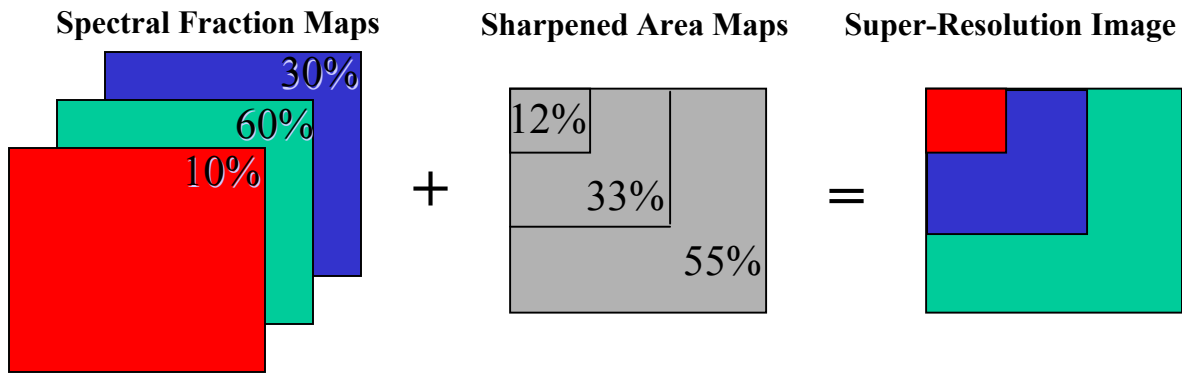 Spectral Fraction Maps
Sharpened Area Maps
Super-Resolution Image
30%
60%
10%
+
12%
33%
55%
=